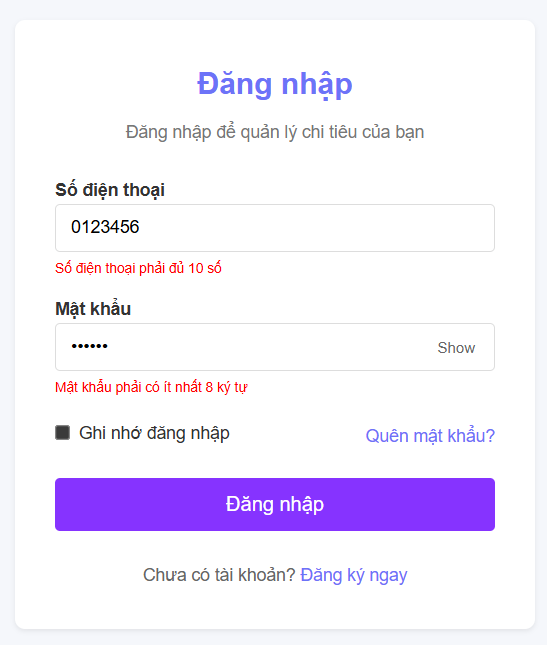 Đăng nhập
Đăng nhập để quản lý chi tiêu của bạn
Số điện thoại
0123456
Số điện thoại phải đủ 10 số
Mật khẩu
••••••
Show
Mật khẩu phải có ít nhất 8 ký tự
Ghi nhớ đăng nhập
Quên mật khẩu?
Đăng nhập
Chưa có tài khoản? Đăng ký ngay